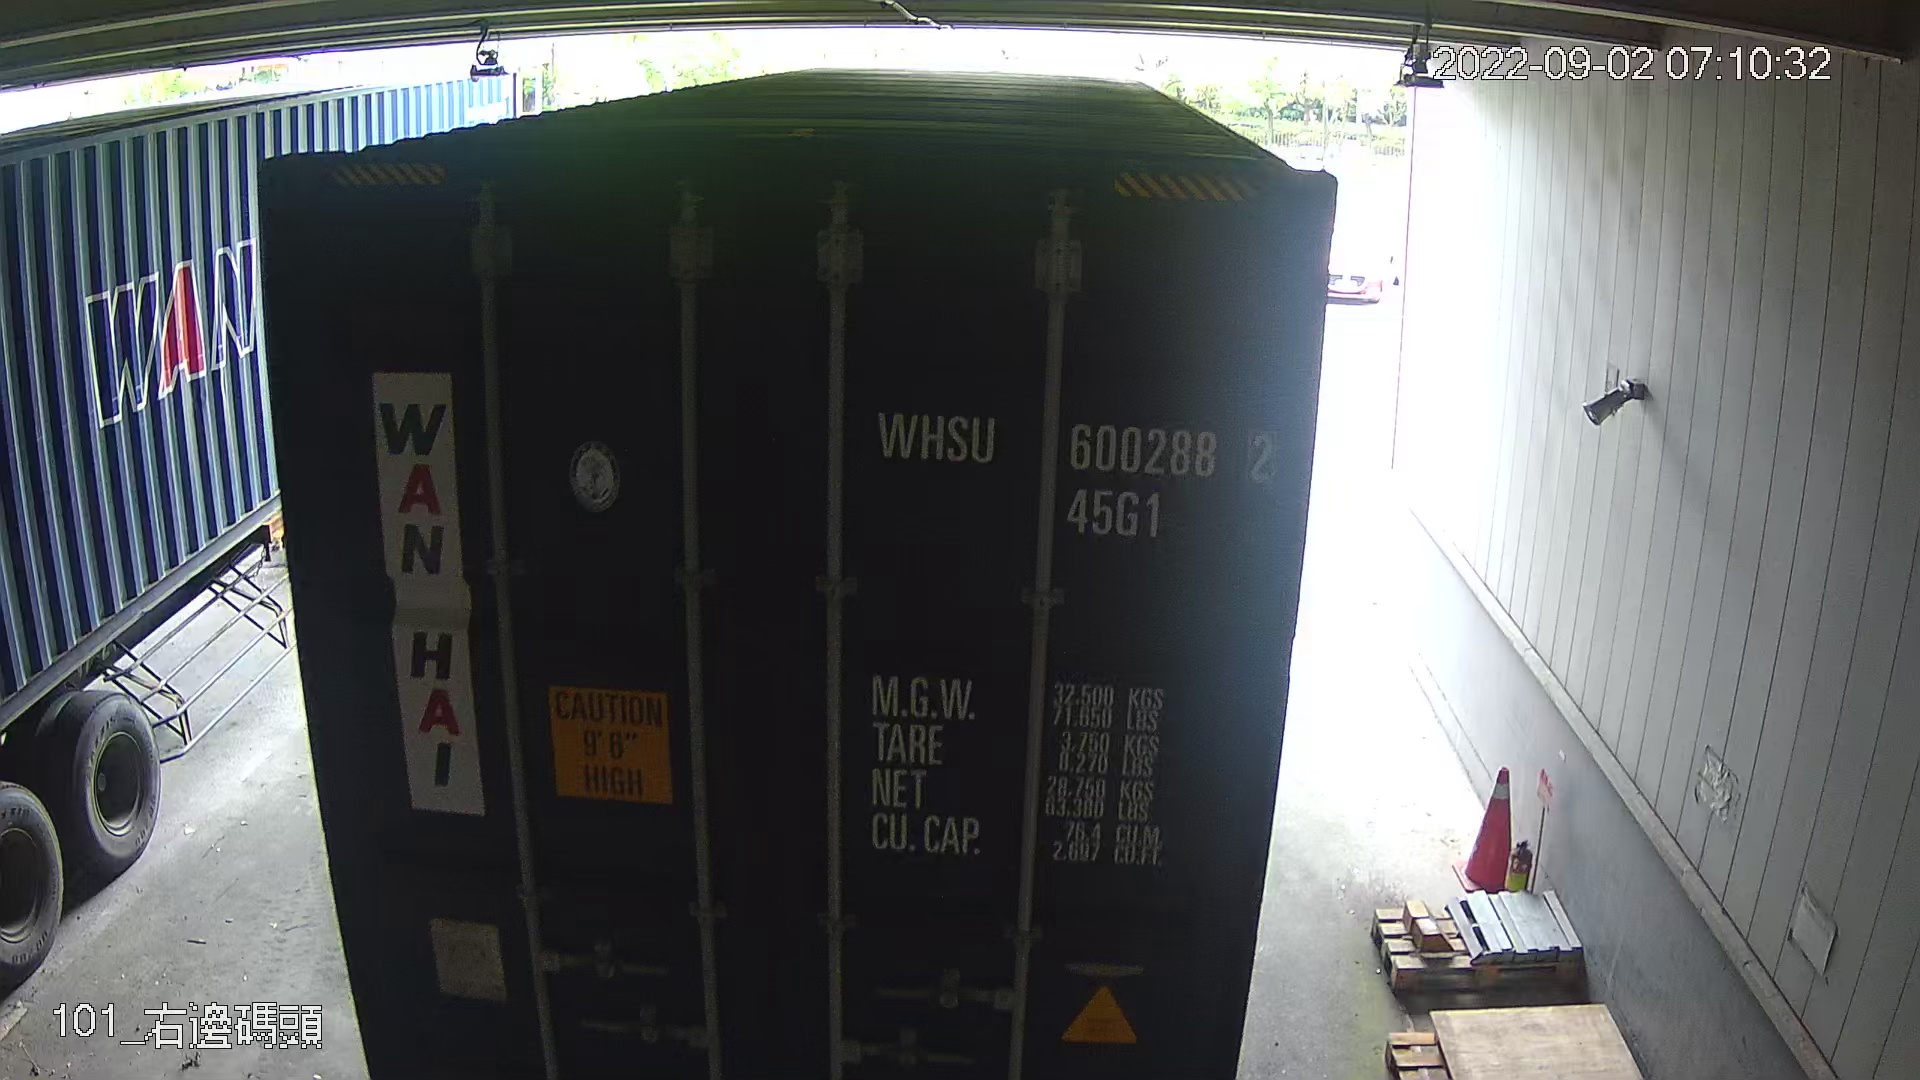 2022-09-02 07:10:32
WAN
WAN HAI
WHSU 600288 2
45G1
CAUTION
9' 6"
HIGH
M.G.W. 32.500 KGS
71.650 LBS
TARE 3.750 KGS
8.270 LBS
NET 28.750 KGS
63.380 LBS
CU. CAP. 76.4 CU.M.
2.697 CU.FT.
101_右邊碼頭